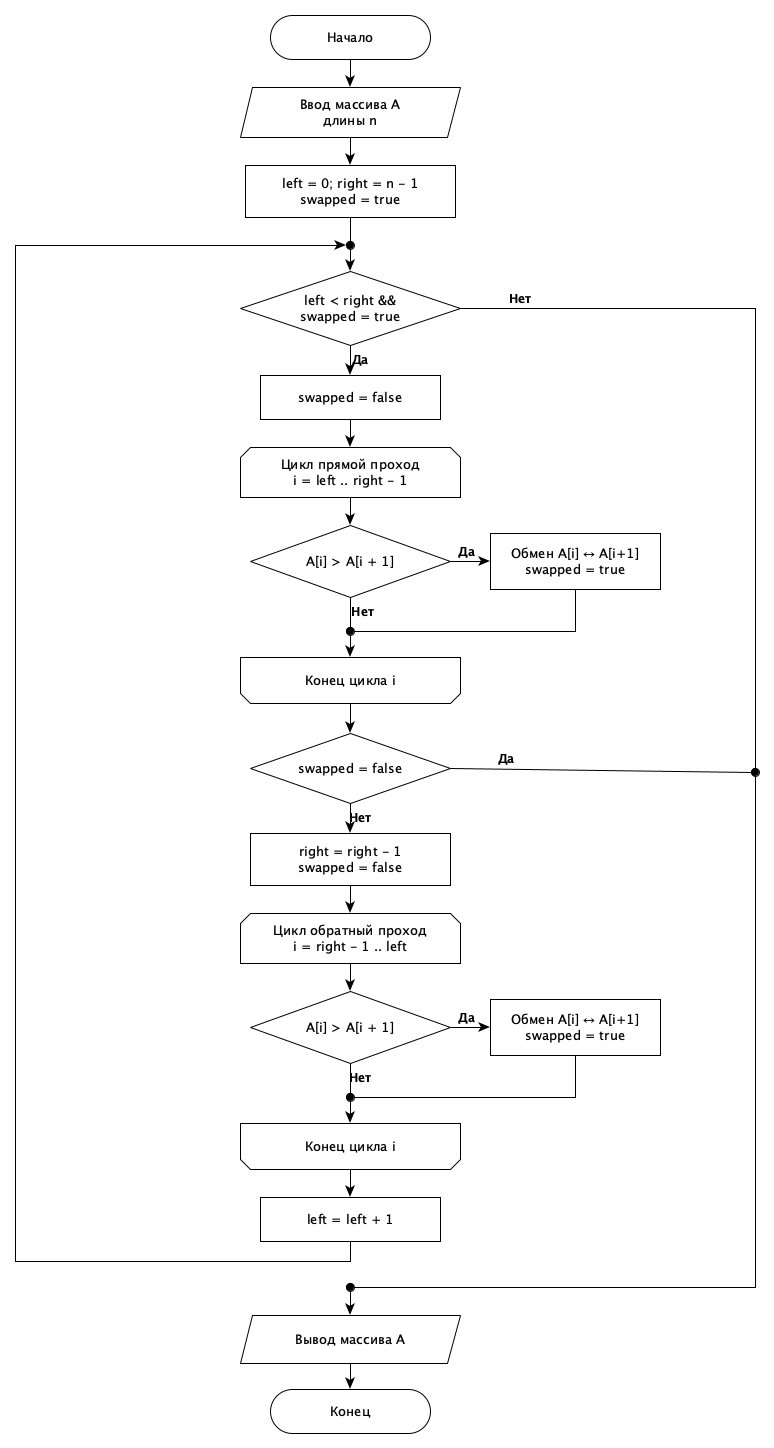 Начало
Ввод массива A
длины n
left = 0; right = n − 1
swapped = true
left < right &&
swapped = true
Нет
Да
swapped = false
Цикл прямой проход
i = left .. right − 1
A[i] > A[i + 1]
Да
Обмен A[i] ↔ A[i+1]
swapped = true
Нет
Конец цикла i
swapped = false
Да
Нет
right = right − 1
swapped = false
Цикл обратный проход
i = right − 1 .. left
A[i] > A[i + 1]
Да
Обмен A[i] ↔ A[i+1]
swapped = true
Нет
Конец цикла i
left = left + 1
Вывод массива A
Конец